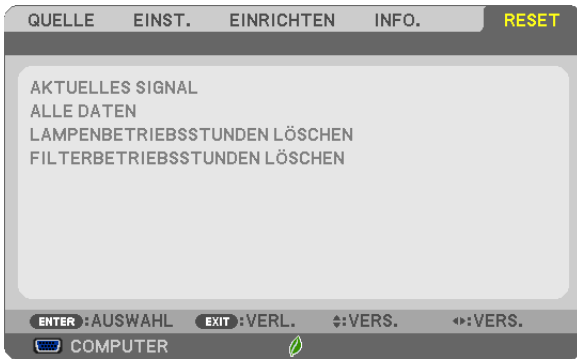 QUELLE EINST. EINRICHTEN INFO. RESET
AKTUELLES SIGNAL
ALLE DATEN
LAMPENBETRIEBSSTUNDEN LÖSCHEN
FILTERBETRIEBSSTUNDEN LÖSCHEN
ENTER :AUSWAHL EXIT :VERL. :VERS. :VERS.
COMPUTER